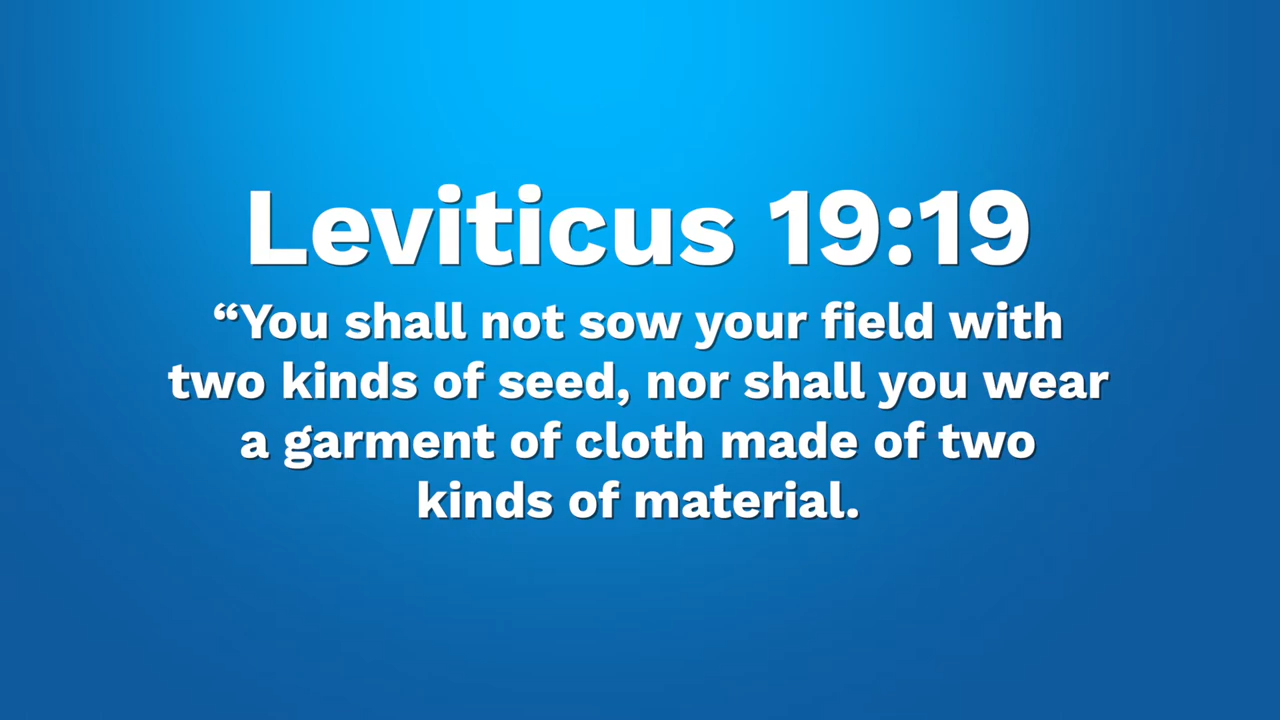 Leviticus 19:19
“You shall not sow your field with
two kinds of seed, nor shall you wear
a garment of cloth made of two
kinds of material.